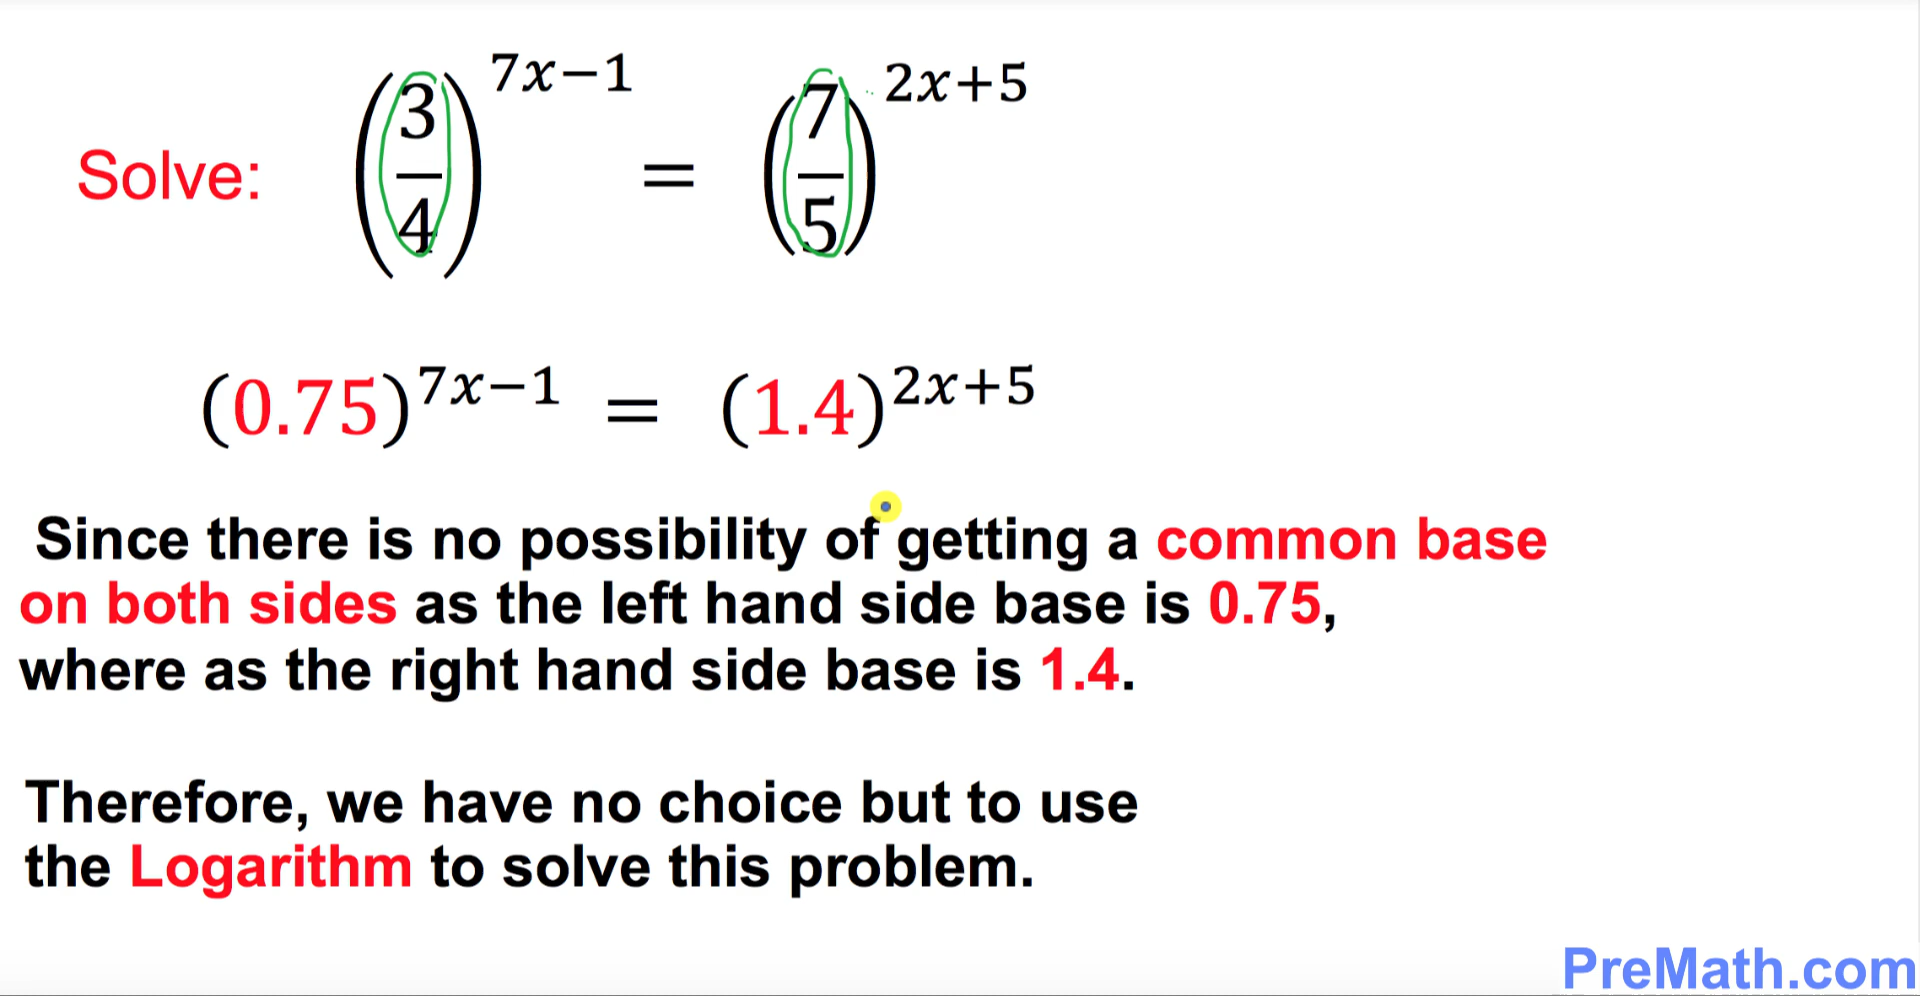 Solve: (3/4)^{7x−1} = (7/5)^{2x+5}
(0.75)^{7x−1} = (1.4)^{2x+5}
Since there is no possibility of getting a common base
on both sides as the left hand side base is 0.75,
where as the right hand side base is 1.4.
Therefore, we have no choice but to use
the Logarithm to solve this problem.
PreMath.com